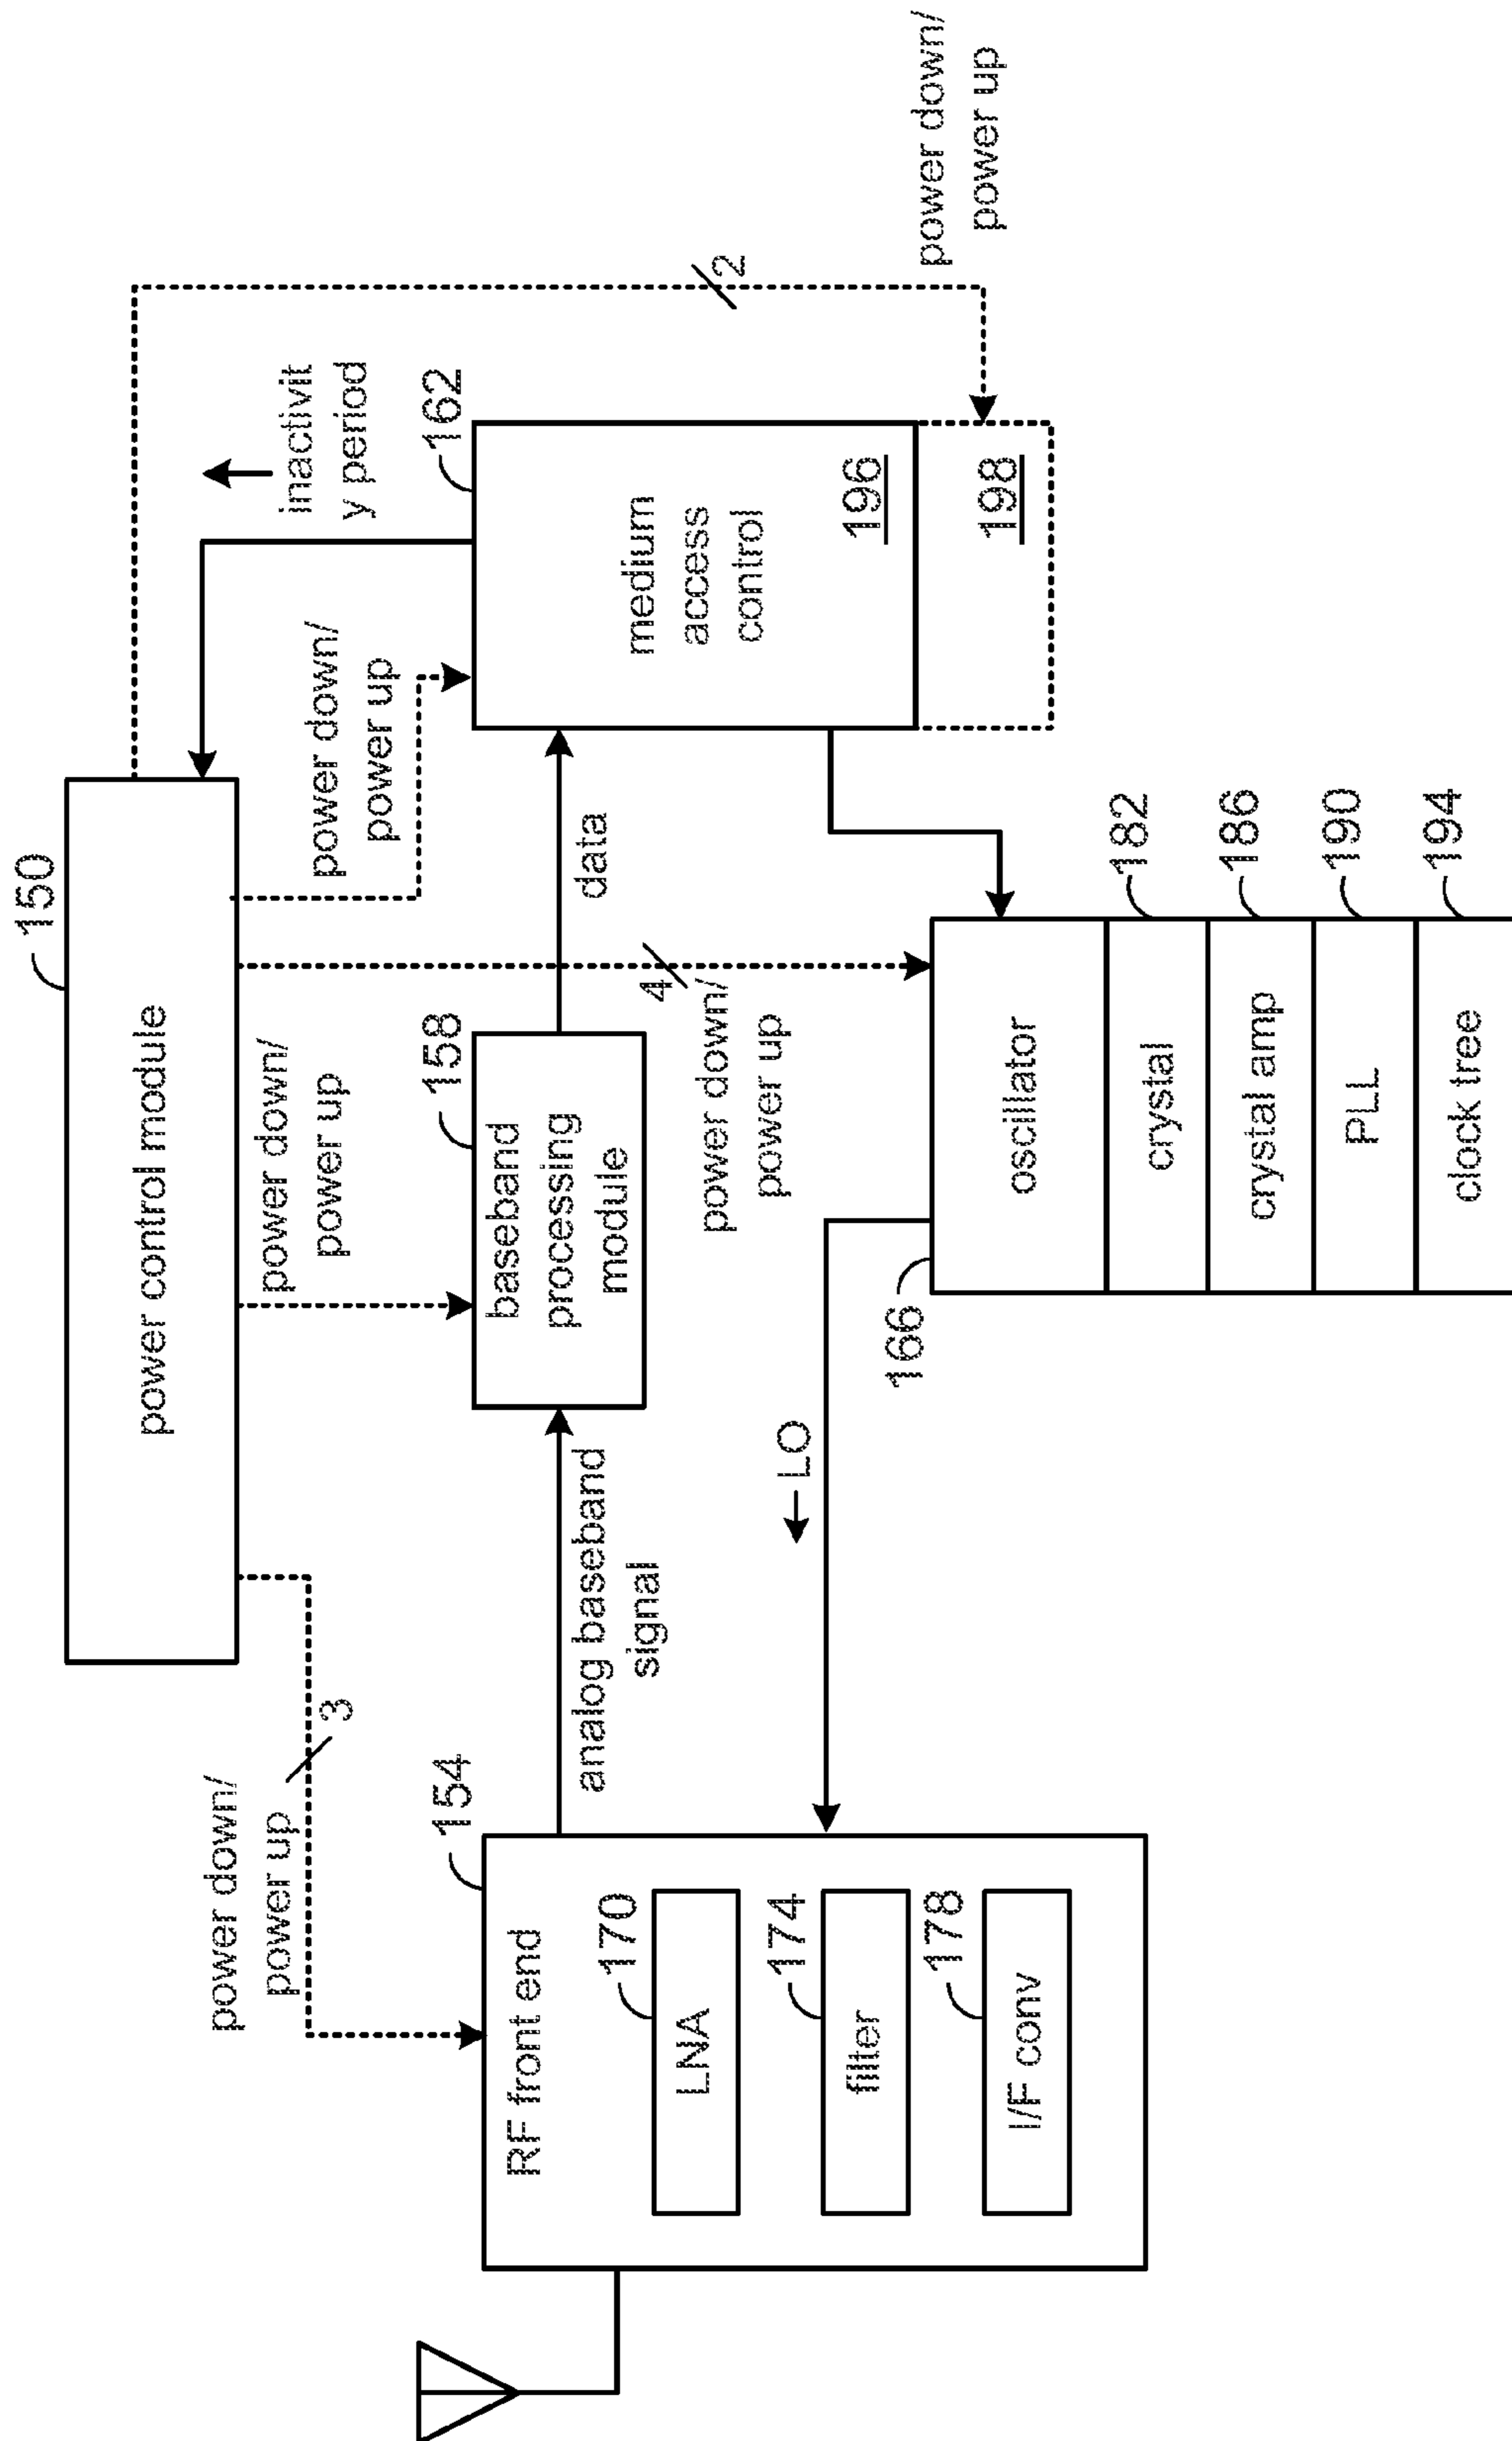 150
power control module
power down/
power up
3
power down/
power up
power down/
power up
inactivit
y period
2
power down/
power up
154
RF front end
170
LNA
174
filter
178
I/F conv
analog baseband
signal
158
baseband
processing
module
data
4
power down/
power up
162
medium
access
control
196
198
LO
166
oscillator
crystal
182
crystal amp
186
PLL
190
clock tree
194